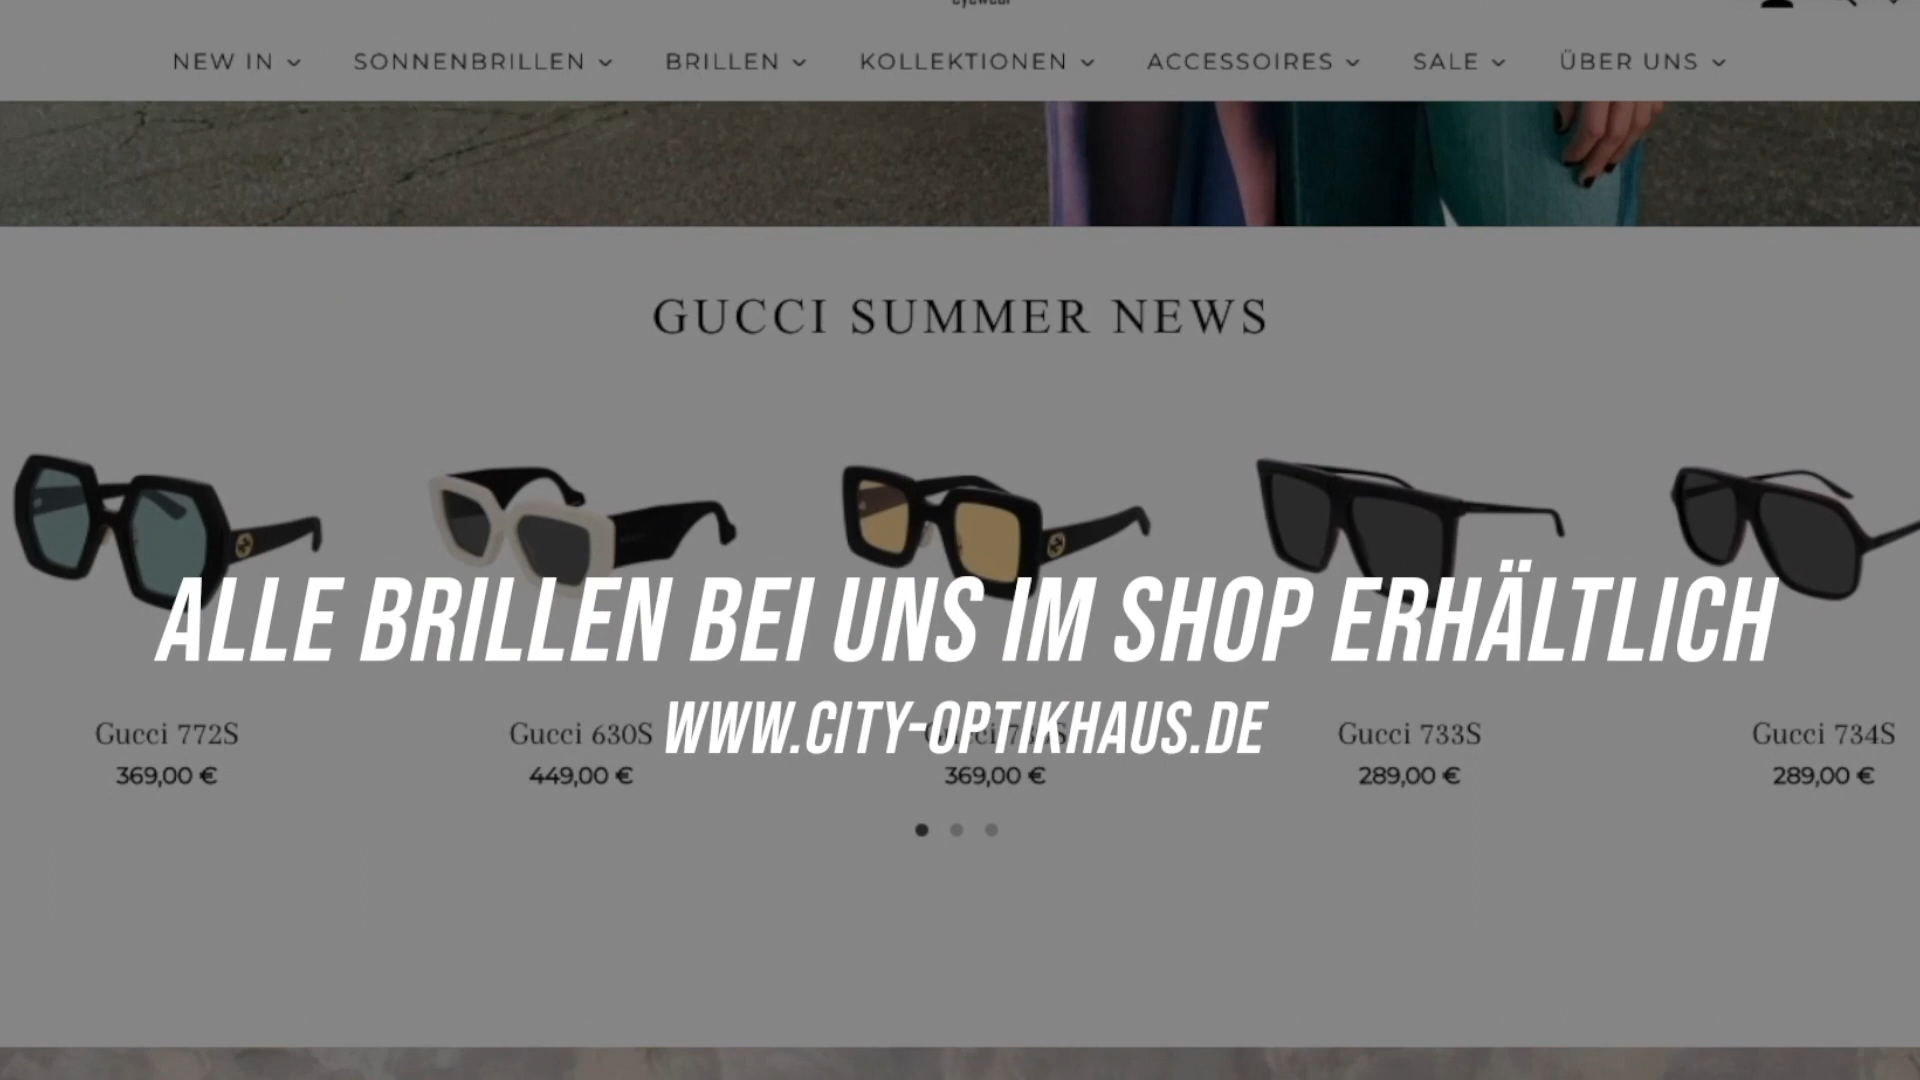 eyewear
NEW IN SONNENBRILLEN BRILLEN KOLLEKTIONEN ACCESSOIRES SALE ÜBER UNS
GUCCI SUMMER NEWS
ALLE BRILLEN BEI UNS IM SHOP ERHÄLTLICH
WWW.CITY-OPTIKHAUS.DE
Gucci 772S Gucci 630S Gucci Gucci 733S Gucci 734S
369,00 € 449,00 € 369,00 € 289,00 € 289,00 €